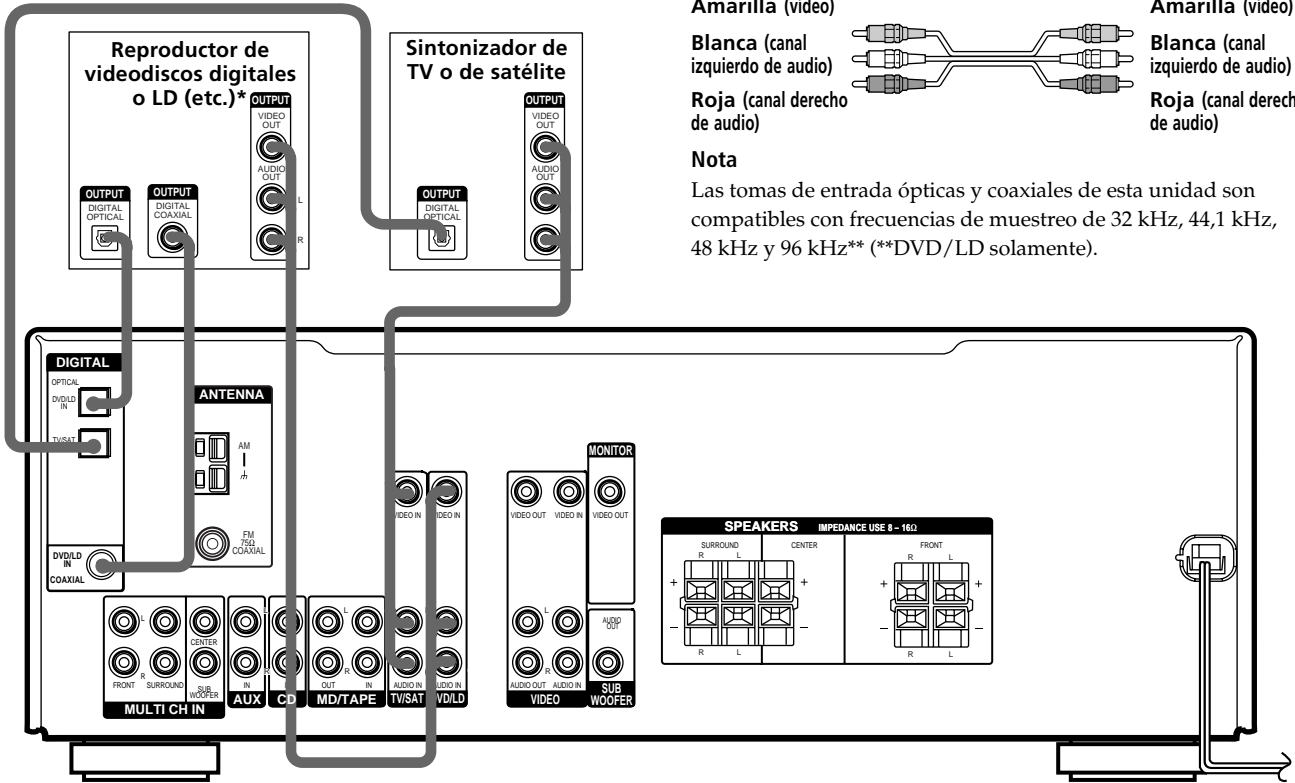 Amarilla (video)
Blanca (canal
izquierdo de audio)
Roja (canal derecho
de audio)
Amarilla (video)
Blanca (canal
izquierdo de audio)
Roja (canal derech
de audio)
Nota
Las tomas de entrada ópticas y coaxiales de esta unidad son
compatibles con frecuencias de muestreo de 32 kHz, 44,1 kHz,
48 kHz y 96 kHz** (**DVD/LD solamente).
Reproductor de
videodiscos digitales
o LD (etc.)*
OUTPUT
VIDEO
OUT
AUDIO
OUT
L
R
OUTPUT
DIGITAL
OPTICAL
OUTPUT
DIGITAL
COAXIAL
Sintonizador de
TV o de satélite
OUTPUT
VIDEO
OUT
AUDIO
OUT
OUTPUT
DIGITAL
OPTICAL
DIGITAL
OPTICAL
DVD/LD
IN
TV/SAT
DVD/LD
IN
COAXIAL
ANTENNA
AM
FM
75Ω
COAXIAL
VIDEO IN
VIDEO IN
VIDEO OUT
VIDEO IN
MONITOR
VIDEO OUT
SPEAKERS IMPEDANCE USE 8 – 16Ω
SURROUND
R L
CENTER
FRONT
R L
+ +
+ +
– –
– –
R L
R L
L
R
CENTER
FRONT
SURROUND
SUB
WOOFER
MULTI CH IN
IN
AUX
CD
L
R
OUT
IN
MD/TAPE
AUDIO IN
TV/SAT
AUDIO IN
DVD/LD
L
R
AUDIO OUT
AUDIO IN
VIDEO
AUDIO
OUT
SUB
WOOFER